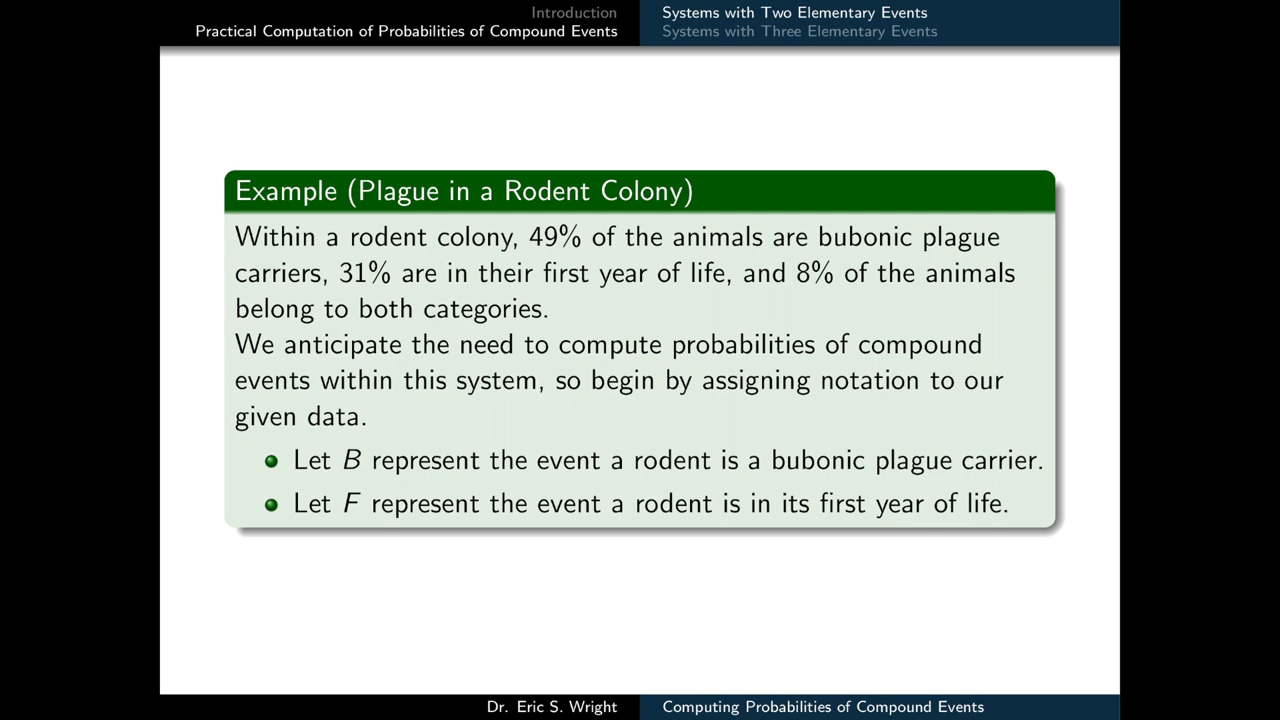 Introduction
Practical Computation of Probabilities of Compound Events
Systems with Two Elementary Events
Systems with Three Elementary Events
Example (Plague in a Rodent Colony)
Within a rodent colony, 49% of the animals are bubonic plague
carriers, 31% are in their first year of life, and 8% of the animals
belong to both categories.
We anticipate the need to compute probabilities of compound
events within this system, so begin by assigning notation to our
given data.
Let B represent the event a rodent is a bubonic plague carrier.
Let F represent the event a rodent is in its first year of life.
Dr. Eric S. Wright
Computing Probabilities of Compound Events